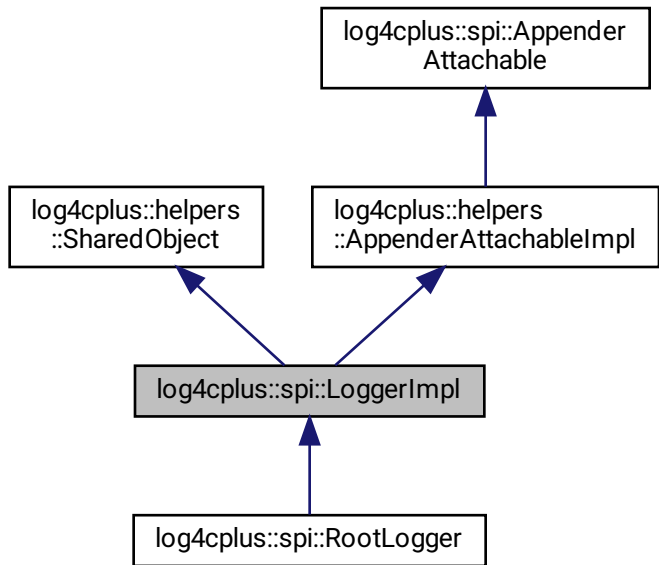 log4cplus::spi::Appender
Attachable
log4cplus::helpers
::SharedObject
log4cplus::helpers
::AppenderAttachableImpl
log4cplus::spi::LoggerImpl
log4cplus::spi::RootLogger